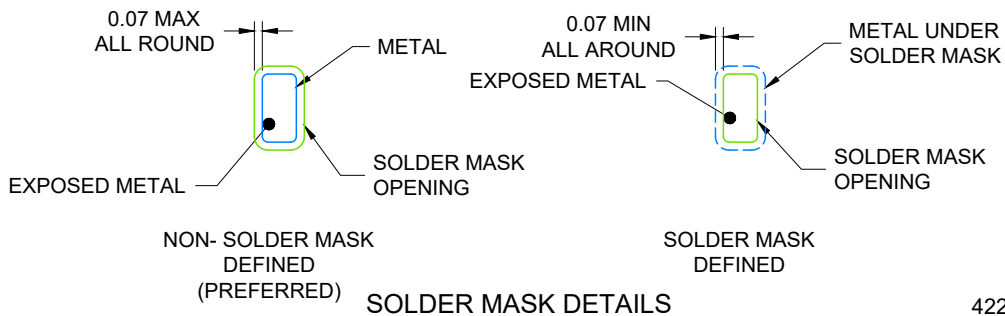 0.07 MAX
ALL ROUND
METAL
EXPOSED METAL
SOLDER MASK
OPENING
NON- SOLDER MASK
DEFINED
(PREFERRED)
0.07 MIN
ALL AROUND
METAL UNDER
SOLDER MASK
EXPOSED METAL
SOLDER MASK
OPENING
SOLDER MASK
DEFINED
SOLDER MASK DETAILS
422